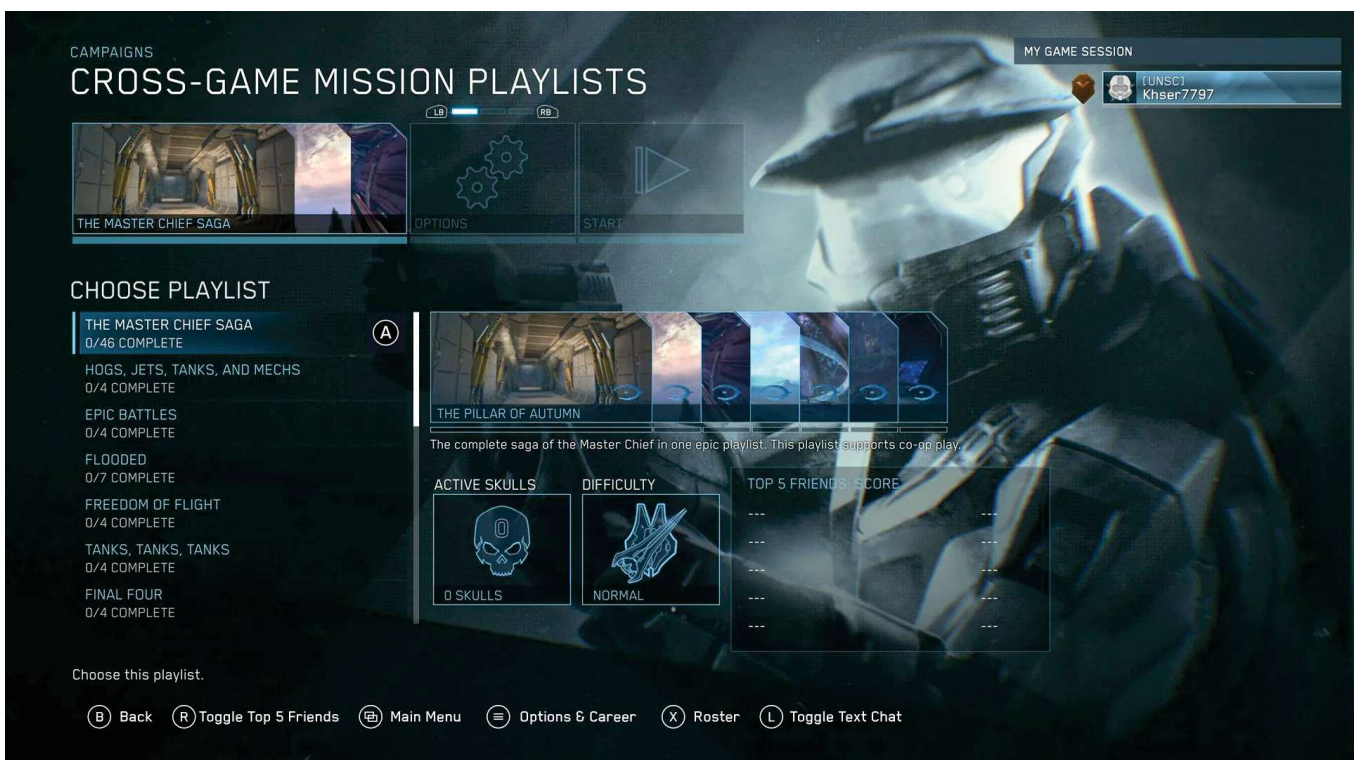 CAMPAIGNS
CROSS-GAME MISSION PLAYLISTS
MY GAME SESSION
[UNSC]
Khser7797
LB RB
THE MASTER CHIEF SAGA
OPTIONS
START
CHOOSE PLAYLIST
THE MASTER CHIEF SAGA
0/46 COMPLETE
A
HOGS, JETS, TANKS, AND MECHS
0/4 COMPLETE
EPIC BATTLES
0/4 COMPLETE
FLOODED
0/7 COMPLETE
FREEDOM OF FLIGHT
0/4 COMPLETE
TANKS, TANKS, TANKS
0/4 COMPLETE
FINAL FOUR
0/4 COMPLETE
THE PILLAR OF AUTUMN
The complete saga of the Master Chief in one epic playlist. This playlist supports co-op play.
ACTIVE SKULLS
0
0 SKULLS
DIFFICULTY
NORMAL
TOP 5 FRIENDS: SCORE
--- ---
--- ---
--- ---
--- ---
--- ---
Choose this playlist.
B Back R Toggle Top 5 Friends Main Menu Options & Career X Roster L Toggle Text Chat